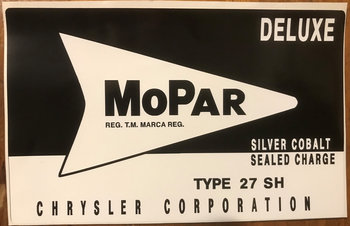 DELUXE
MOPAR
REG. T.M. MARCA REG.
SILVER COBALT
SEALED CHARGE
TYPE 27 SH
CHRYSLER CORPORATION